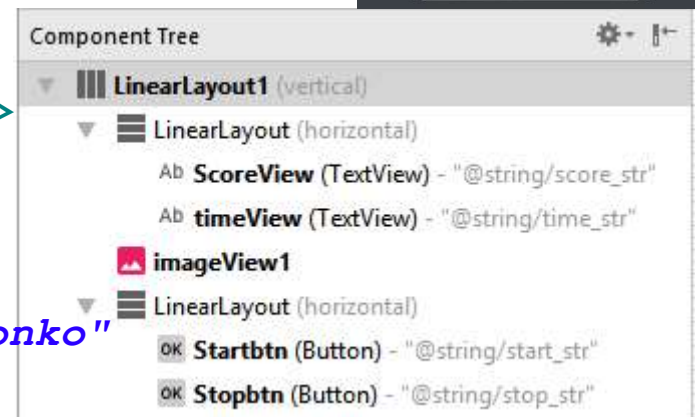 Component Tree
LinearLayout1 (vertical)
>
LinearLayout (horizontal)
Ab ScoreView (TextView) - "@string/score_str"
Ab timeView (TextView) - "@string/time_str"
imageView1
LinearLayout (horizontal)
onko"
OK Startbtn (Button) - "@string/start_str"
OK Stopbtn (Button) - "@string/stop_str"